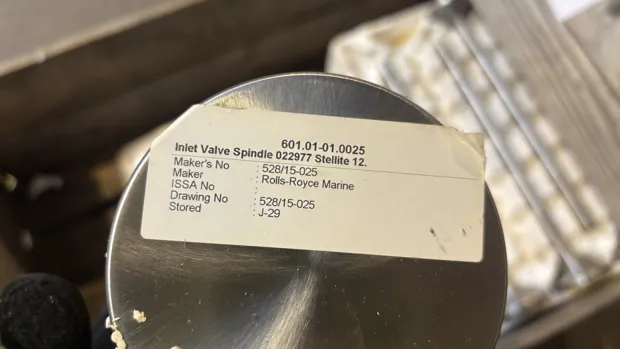 601.01-01.0025
Inlet Valve Spindle 022977 Stellite 12.
Maker's No : 528/15-025
Maker : Rolls-Royce Marine
ISSA No :
Drawing No : 528/15-025
Stored : J-29